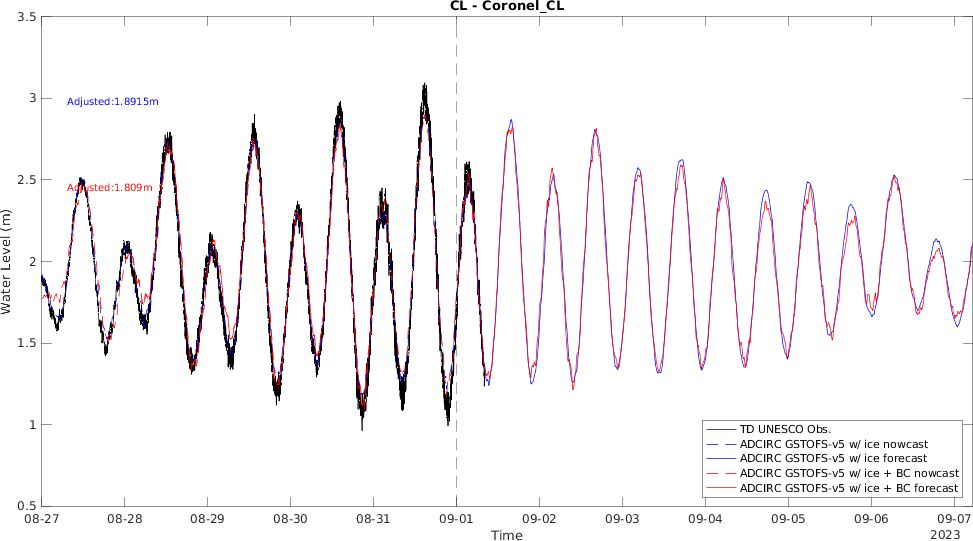 CL - Coronel_CL
3.5
3
2.5
2
1.5
1
0.5
Water Level (m)
Adjusted:1.8915m
Adjusted:1.809m
TD UNESCO Obs.
ADCIRC GSTOFS-v5 w/ ice nowcast
ADCIRC GSTOFS-v5 w/ ice forecast
ADCIRC GSTOFS-v5 w/ ice + BC nowcast
ADCIRC GSTOFS-v5 w/ ice + BC forecast
08-27 08-28 08-29 08-30 08-31 09-01 09-02 09-03 09-04 09-05 09-06 09-07
2023
Time